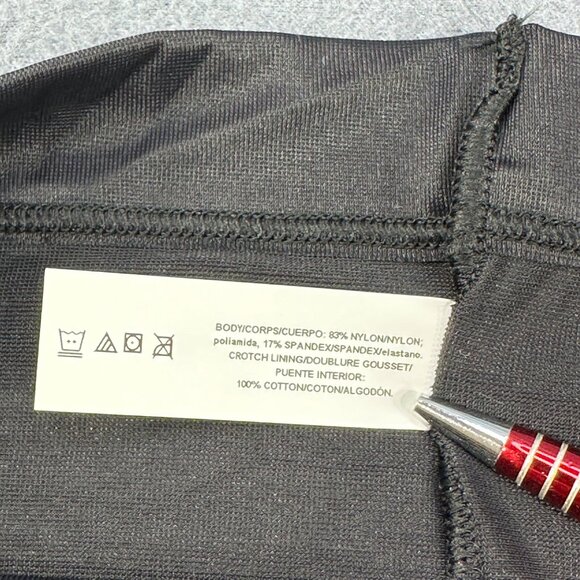 BODY/CORPS/CUERPO: 83% NYLON/NYLON;
poliamida, 17% SPANDEX/SPANDEX/elastano.
CROTCH LINING/DOUBLURE GOUSSET/
PUENTE INTERIOR:
100% COTTON/COTON/ALGODÓN.